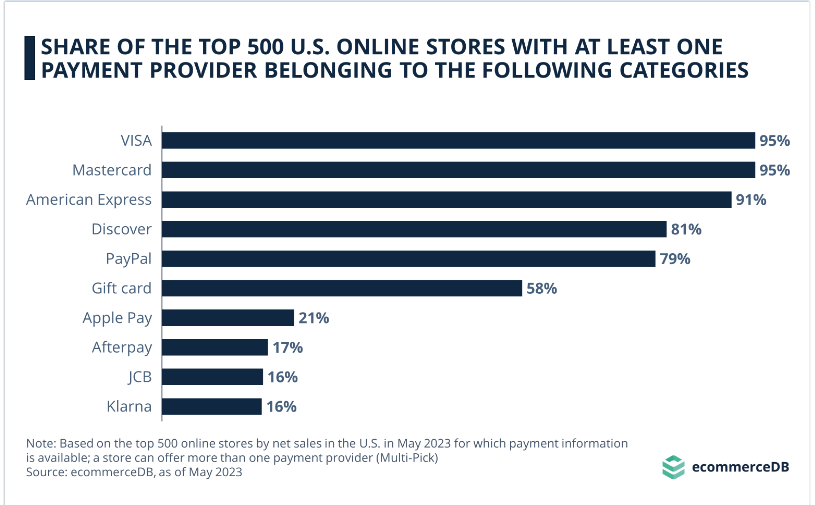 SHARE OF THE TOP 500 U.S. ONLINE STORES WITH AT LEAST ONE
PAYMENT PROVIDER BELONGING TO THE FOLLOWING CATEGORIES
VISA 95%
Mastercard 95%
American Express 91%
Discover 81%
PayPal 79%
Gift card 58%
Apple Pay 21%
Afterpay 17%
JCB 16%
Klarna 16%
Note: Based on the top 500 online stores by net sales in the U.S. in May 2023 for which payment information
is available; a store can offer more than one payment provider (Multi-Pick)
Source: ecommerceDB, as of May 2023
ecommerceDB